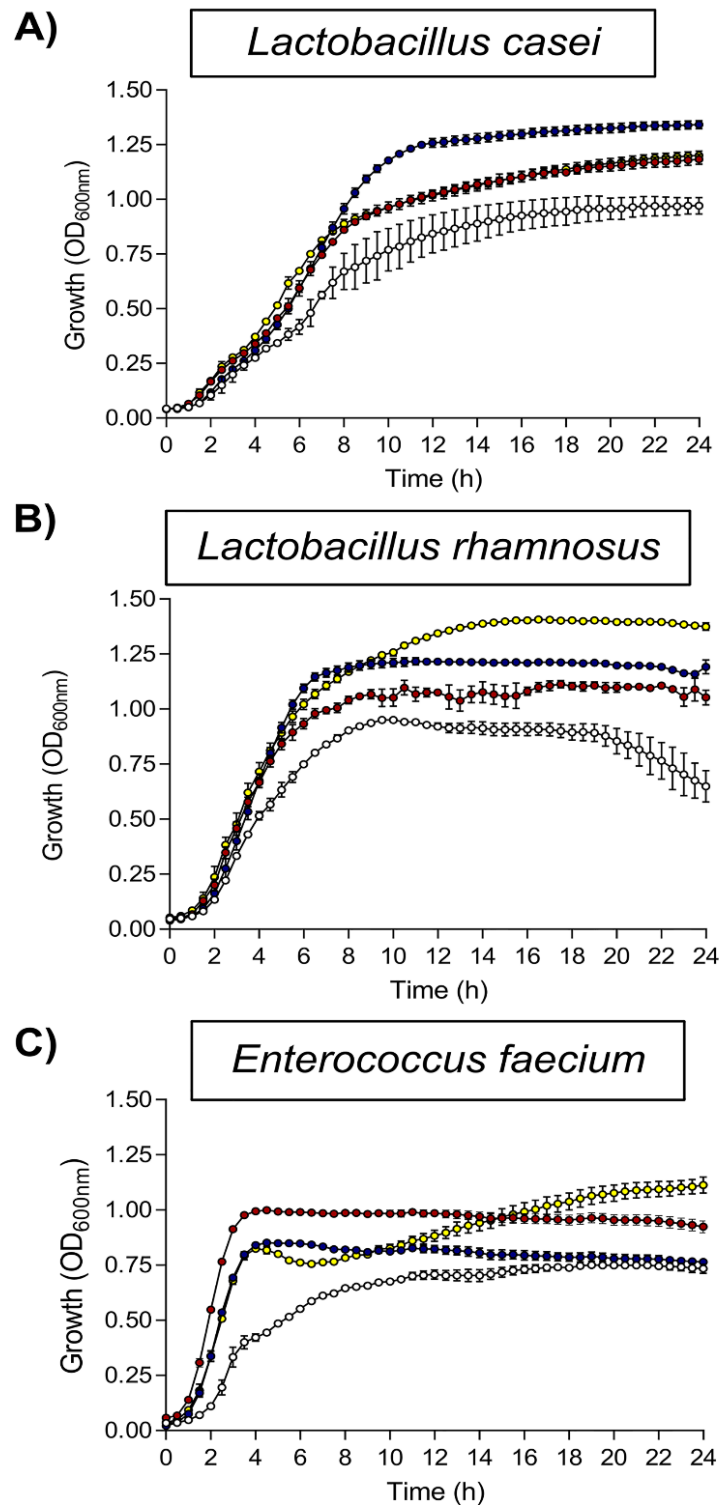 A)
Lactobacillus casei
1.50
1.25
1.00
0.75
0.50
0.25
0.00
Growth (OD600nm)
0 2 4 6 8 10 12 14 16 18 20 22 24
Time (h)
B)
Lactobacillus rhamnosus
1.50
1.25
1.00
0.75
0.50
0.25
0.00
Growth (OD600nm)
0 2 4 6 8 10 12 14 16 18 20 22 24
Time (h)
C)
Enterococcus faecium
1.50
1.25
1.00
0.75
0.50
0.25
0.00
Growth (OD600nm)
0 2 4 6 8 10 12 14 16 18 20 22 24
Time (h)